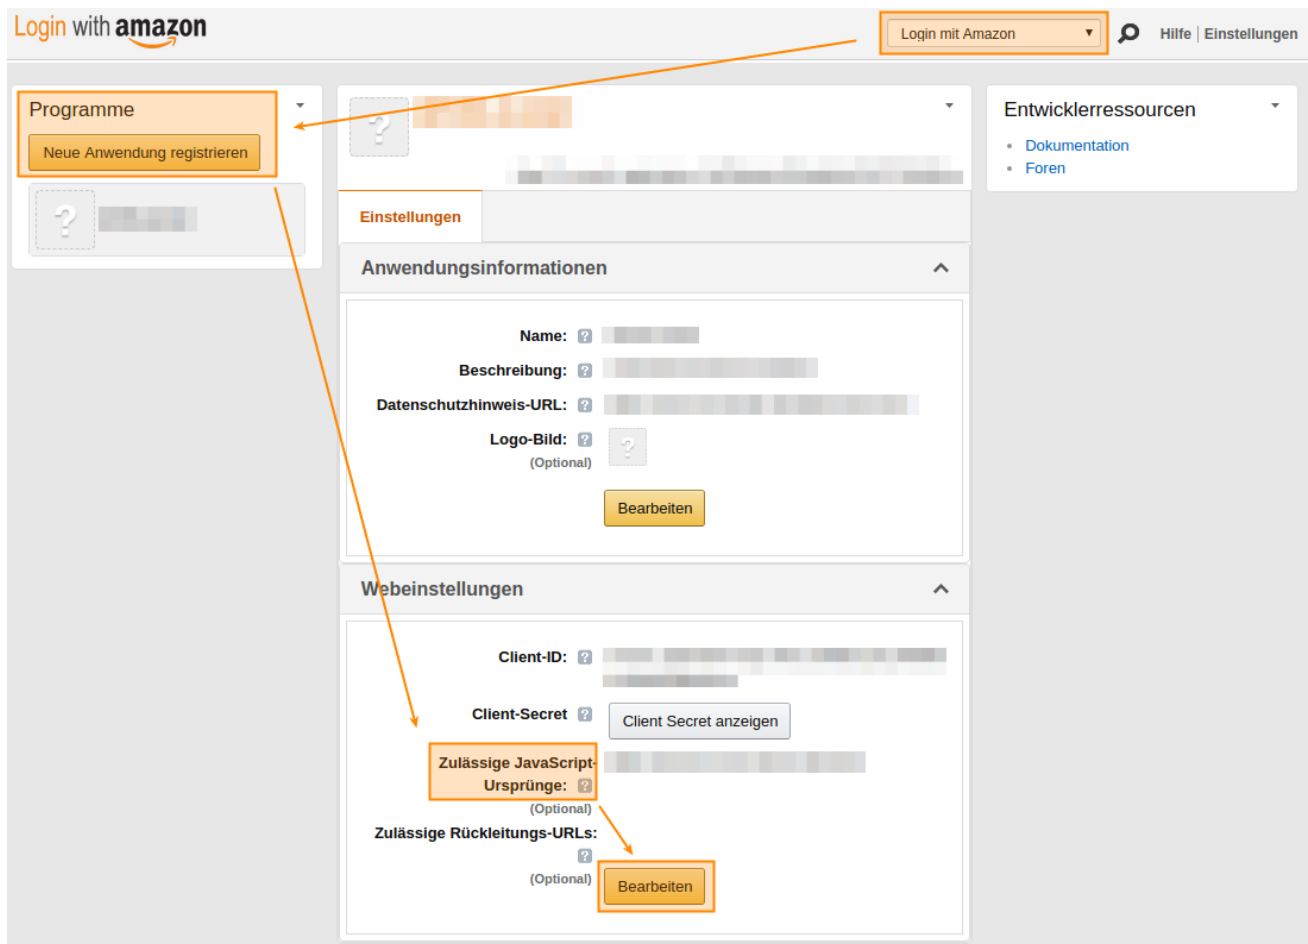 Login with amazon
Login mit Amazon
Hilfe | Einstellungen
Programme
Neue Anwendung registrieren
Einstellungen
Anwendungsinformationen
Name:
Beschreibung:
Datenschutzhinweis-URL:
Logo-Bild:
(Optional)
Bearbeiten
Webeinstellungen
Client-ID:
Client-Secret
Client Secret anzeigen
Zulässige JavaScript-
Ursprünge:
(Optional)
Zulässige Rückleitungs-URLs:
(Optional)
Bearbeiten
Entwicklerressourcen
Dokumentation
Foren